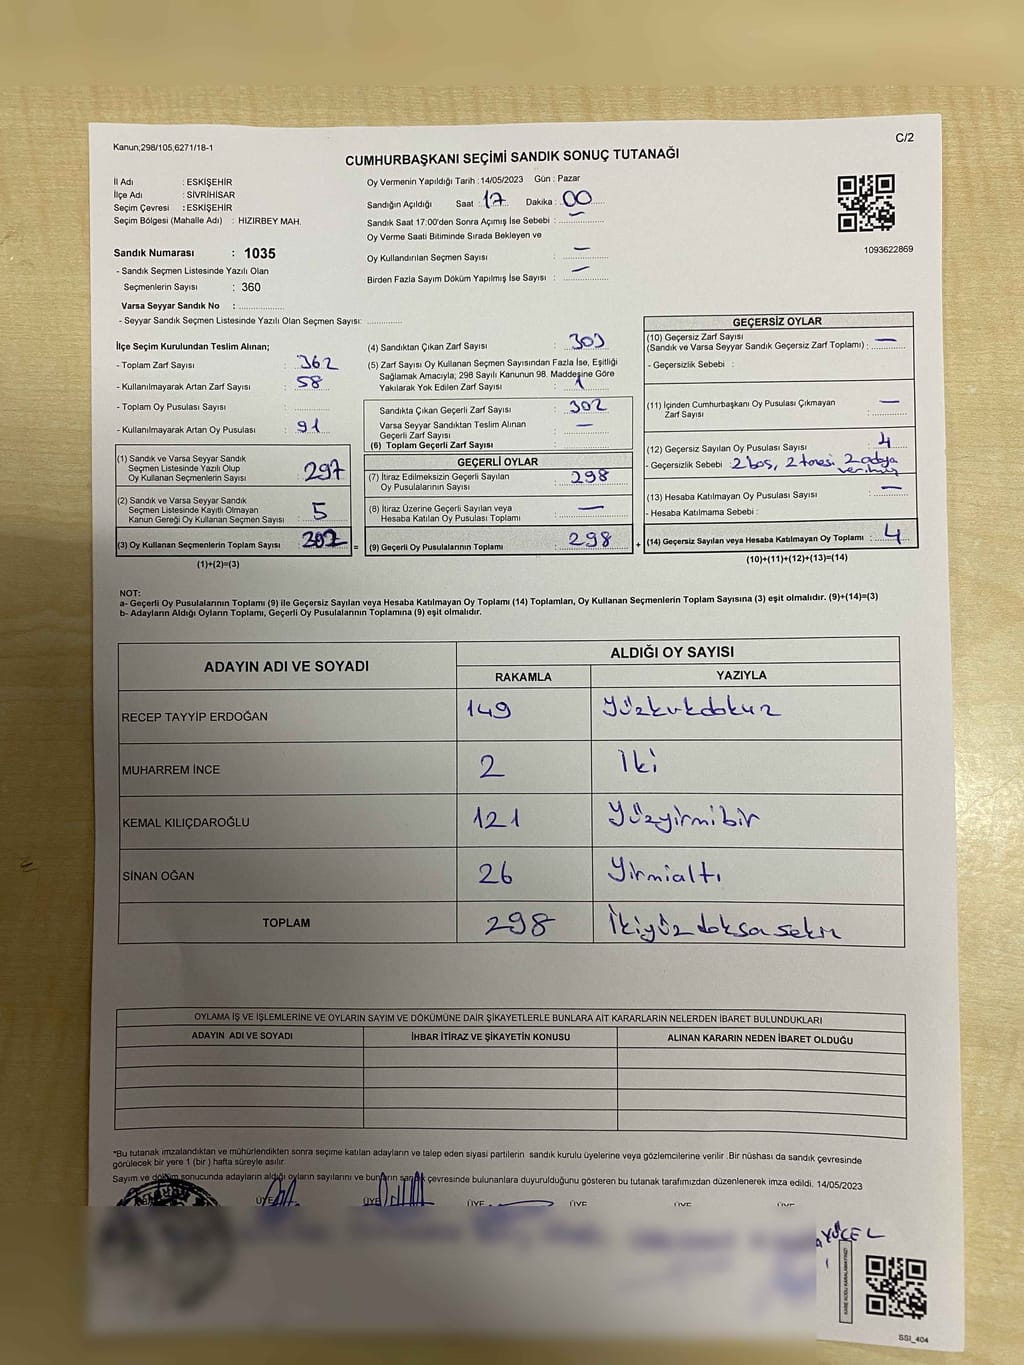 Kanun,298/105,6271/18-1
C/2
CUMHURBAŞKANI SEÇİMİ SANDIK SONUÇ TUTANAĞI
İl Adı : ESKİŞEHİR
İlçe Adı : SİVRİHİSAR
Seçim Çevresi : ESKİŞEHİR
Seçim Bölgesi (Mahalle Adı) : HIZIRBEY MAH.
Sandık Numarası : 1035
- Sandık Seçmen Listesinde Yazılı Olan
Seçmenlerin Sayısı : 360
Varsa Seyyar Sandık No :
- Seyyar Sandık Seçmen Listesinde Yazılı Olan Seçmen Sayısı:
Oy Vermenin Yapıldığı Tarih : 14/05/2023 Gün : Pazar
Sandığın Açıldığı Saat : 17 Dakika : 00
Sandık Saat 17:00'den Sonra Açımış İse Sebebi : —
Oy Verme Saati Bitiminde Sırada Bekleyen ve
Oy Kullandırılan Seçmen Sayısı : —
Birden Fazla Sayım Döküm Yapılmış İse Sayısı : —
1093622869
İlçe Seçim Kurulundan Teslim Alınan;
- Toplam Zarf Sayısı : 362
- Kullanılmayarak Artan Zarf Sayısı : 58
- Toplam Oy Pusulası Sayısı :
- Kullanılmayarak Artan Oy Pusulası : 91
(1) Sandık ve Varsa Seyyar Sandık
Seçmen Listesinde Yazılı Olup
Oy Kullanan Seçmenlerin Sayısı : 297
(2) Sandık ve Varsa Seyyar Sandık
Seçmen Listesinde Kayıtlı Olmayan
Kanun Gereği Oy Kullanan Seçmen Sayısı : 5
(3) Oy Kullanan Seçmenlerin Toplam Sayısı : 302 =
(1)+(2)=(3)
(4) Sandıktan Çıkan Zarf Sayısı : 303
(5) Zarf Sayısı Oy Kullanan Seçmen Sayısından Fazla İse, Eşitliği
Sağlamak Amacıyla; 298 Sayılı Kanunun 98. Maddesine Göre
Yakılarak Yok Edilen Zarf Sayısı : 1
Sandıkta Çıkan Geçerli Zarf Sayısı : 302
Varsa Seyyar Sandıktan Teslim Alınan
Geçerli Zarf Sayısı : —
(6) Toplam Geçerli Zarf Sayısı :
GEÇERLİ OYLAR
(7) İtiraz Edilmeksizin Geçerli Sayılan
Oy Pusulalarının Sayısı : 298
(8) İtiraz Üzerine Geçerli Sayılan veya
Hesaba Katılan Oy Pusulası Toplamı : —
(9) Geçerli Oy Pusulalarının Toplamı : 298 +
GEÇERSİZ OYLAR
(10) Geçersiz Zarf Sayısı
(Sandık ve Varsa Seyyar Sandık Geçersiz Zarf Toplamı) : —
- Geçersizlik Sebebi :
(11) İçinden Cumhurbaşkanı Oy Pusulası Çıkmayan
Zarf Sayısı : —
(12) Geçersiz Sayılan Oy Pusulası Sayısı : 4
- Geçersizlik Sebebi : 2 boş, 2 tanesi 2 adaya
verilmiş
(13) Hesaba Katılmayan Oy Pusulası Sayısı : —
- Hesaba Katılmama Sebebi :
(14) Geçersiz Sayılan veya Hesaba Katılmayan Oy Toplamı : 4
(10)+(11)+(12)+(13)=(14)
NOT:
a- Geçerli Oy Pusulalarının Toplamı (9) ile Geçersiz Sayılan veya Hesaba Katılmayan Oy Toplamı (14) Toplamları, Oy Kullanan Seçmenlerin Toplam Sayısına (3) eşit olmalıdır. (9)+(14)=(3)
b- Adayların Aldığı Oyların Toplamı, Geçerli Oy Pusulalarının Toplamına (9) eşit olmalıdır.
ADAYIN ADI VE SOYADI
ALDIĞI OY SAYISI
RAKAMLA YAZIYLA
RECEP TAYYİP ERDOĞAN 149 Yüzkırkdokuz
MUHARREM İNCE 2 İki
KEMAL KILIÇDAROĞLU 121 Yüzyirmibir
SİNAN OĞAN 26 Yirmialtı
TOPLAM 298 İkiyüz doksan sekiz
OYLAMA İŞ VE İŞLEMLERİNE VE OYLARIN SAYIM VE DÖKÜMÜNE DAİR ŞİKAYETLERLE BUNLARA AİT KARARLARIN NELERDEN İBARET BULUNDUKLARI
ADAYIN ADI VE SOYADI İHBAR İTİRAZ VE ŞİKAYETİN KONUSU ALINAN KARARIN NEDEN İBARET OLDUĞU
*Bu tutanak imzalandıktan ve mühürlendikten sonra seçime katılan adayların ve talep eden siyasi partilerin sandık kurulu üyelerine veya gözlemcilerine verilir .Bir nüshası da sandık çevresinde
görülecek bir yere 1 (bir ) hafta süreyle asılır.
Sayım ve döküm sonucunda adayların aldığı oyların sayılarını ve bunların sandık çevresinde bulunanlara duyurulduğunu gösteren bu tutanak tarafımızdan düzenlenerek imza edildi. 14/05/2023
ÜYE ÜYE ÜYE ÜYE ÜYE ÜYE
YÜCEL
SSI_404